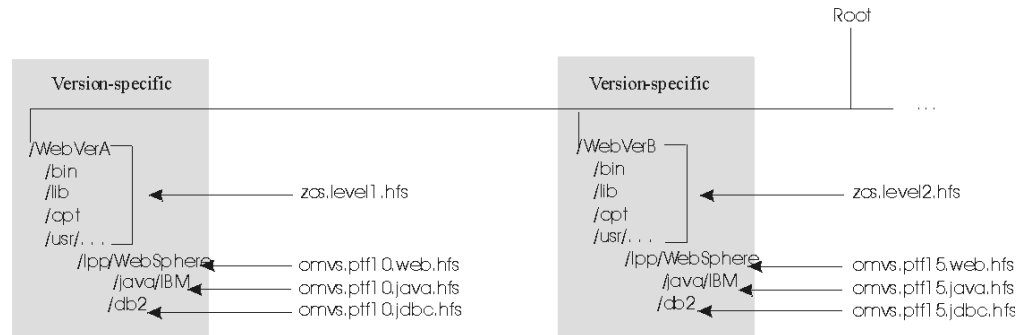 Root
Version-specific
Version-specific
...
/WebVerA
/bin
/lib
/opt
/usr/...
/lpp/WebSphere
/java/IBM
/db2
zos.level1.hfs
omvs.ptf10.web.hfs
omvs.ptf10.java.hfs
omvs.ptf10.jdbc.hfs
/WebVerB
/bin
/lib
/opt
/usr/...
/lpp/WebSphere
/java/IBM
/db2
zos.level2.hfs
omvs.ptf15.web.hfs
omvs.ptf15.java.hfs
omvs.ptf15.jdbc.hfs